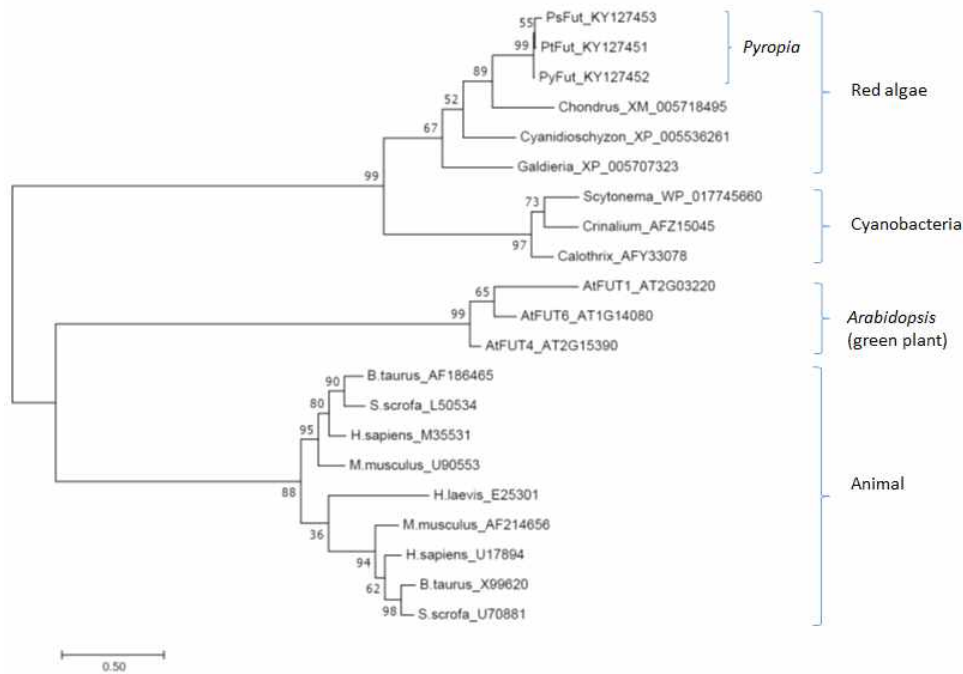 55
PsFut_KY127453
99
PtFut_KY127451
Pyropia
PyFut_KY127452
89
Red algae
52
Chondrus_XM_005718495
67
Cyanidioschyzon_XP_005536261
Galdieria_XP_005707323
99
73
Scytonema_WP_017745660
Crinalium_AFZ15045
Cyanobacteria
97
Calothrix_AFY33078
65
AtFUT1_AT2G03220
99
AtFUT6_AT1G14080
Arabidopsis
(green plant)
AtFUT4_AT2G15390
90
B.taurus_AF186465
80
S.scrofa_L50534
95
H.sapiens_M35531
M.musculus_U90553
88
Animal
H.laevis_E25301
36
M.musculus_AF214656
94
H.sapiens_U17894
62
B.taurus_X99620
98
S.scrofa_U70881
0.50